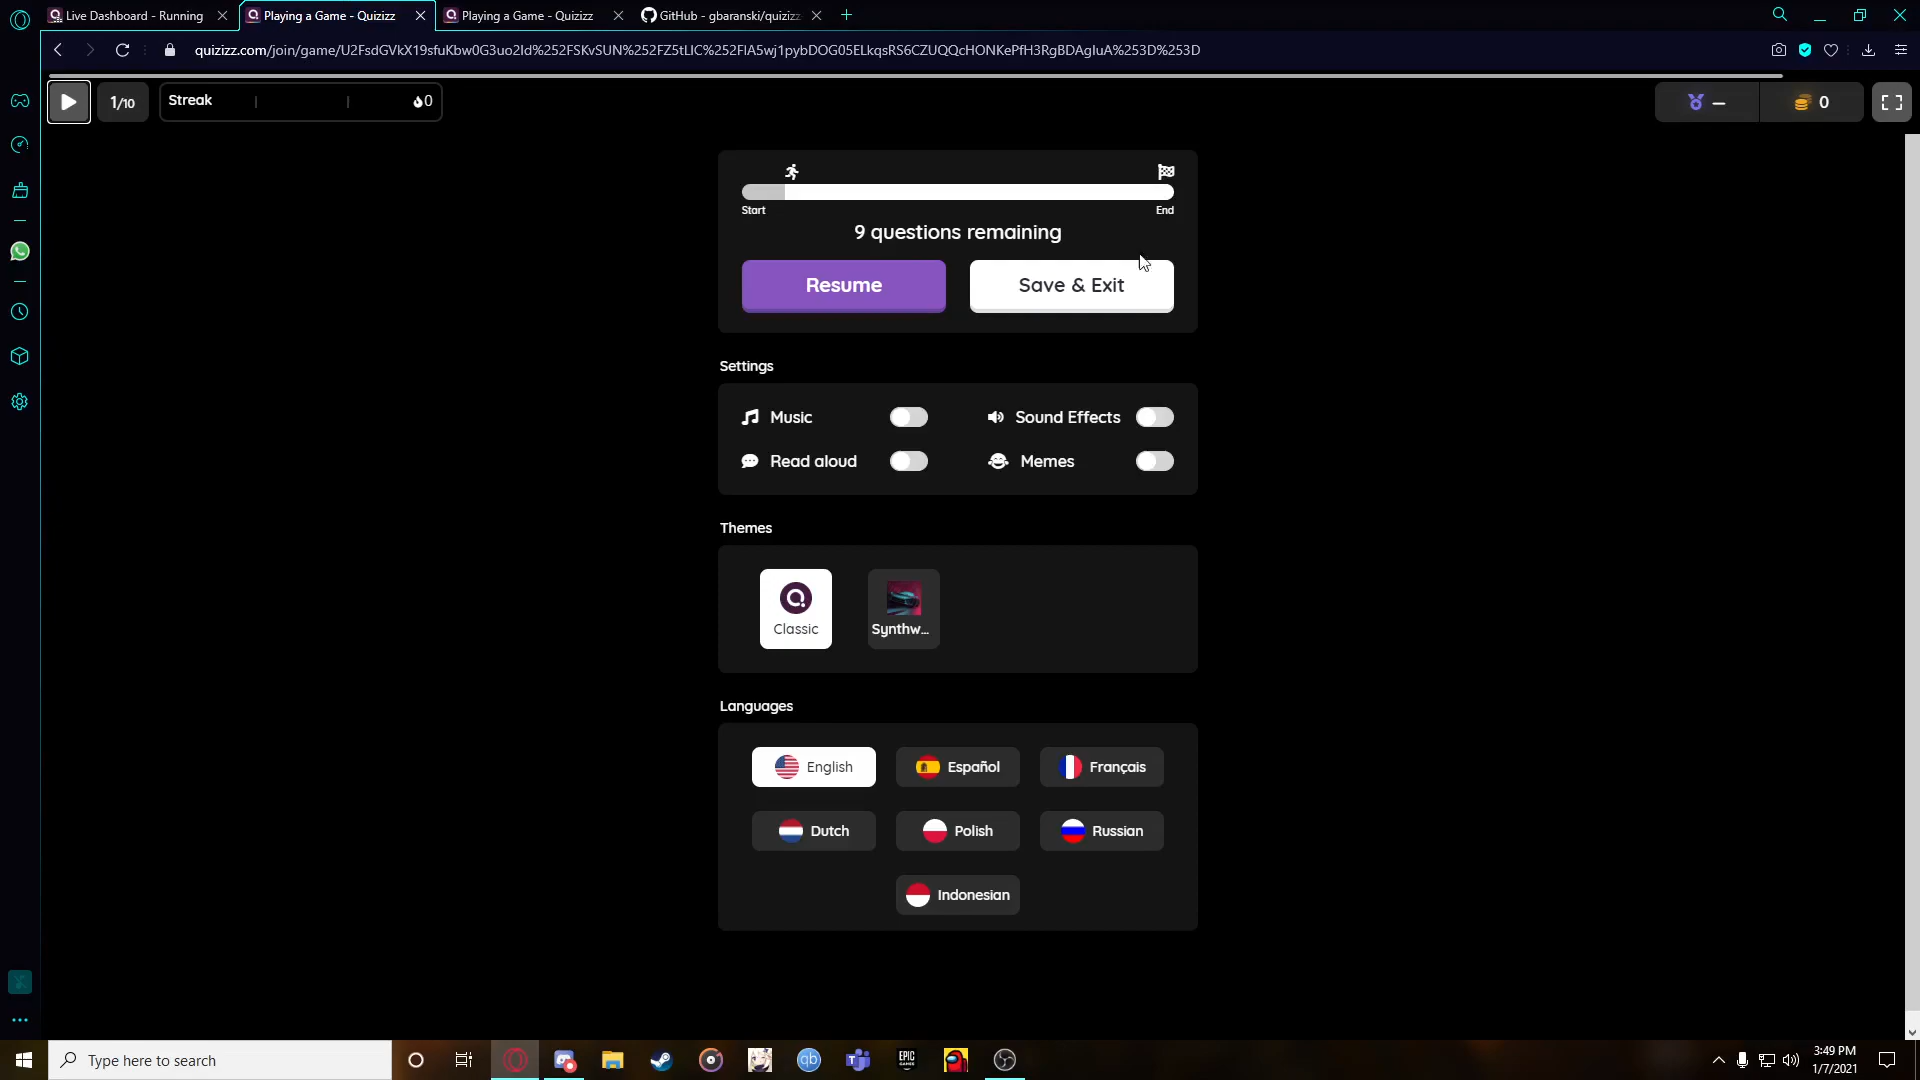 Live Dashboard - Running
Playing a Game - Quizizz
Playing a Game - Quizizz
GitHub - gbaranski/quizizz
quizizz.com/join/game/U2FsdGVkX19sfuKbw0G3uo2Id%252FSKvSUN%252FZ5tLIC%252FIA5wj1pybDOG05ELkqsRS6CZUQQcHONKePfH3RgBDAgIuA%253D%253D
1/10
Streak
0
–
0
Start
End
9 questions remaining
Resume
Save & Exit
Settings
Music
Sound Effects
Read aloud
Memes
Themes
Classic
Synthw...
Languages
English
Español
Français
Dutch
Polish
Russian
Indonesian
Type here to search
qb
EPIC
GAMES
3:49 PM
1/7/2021